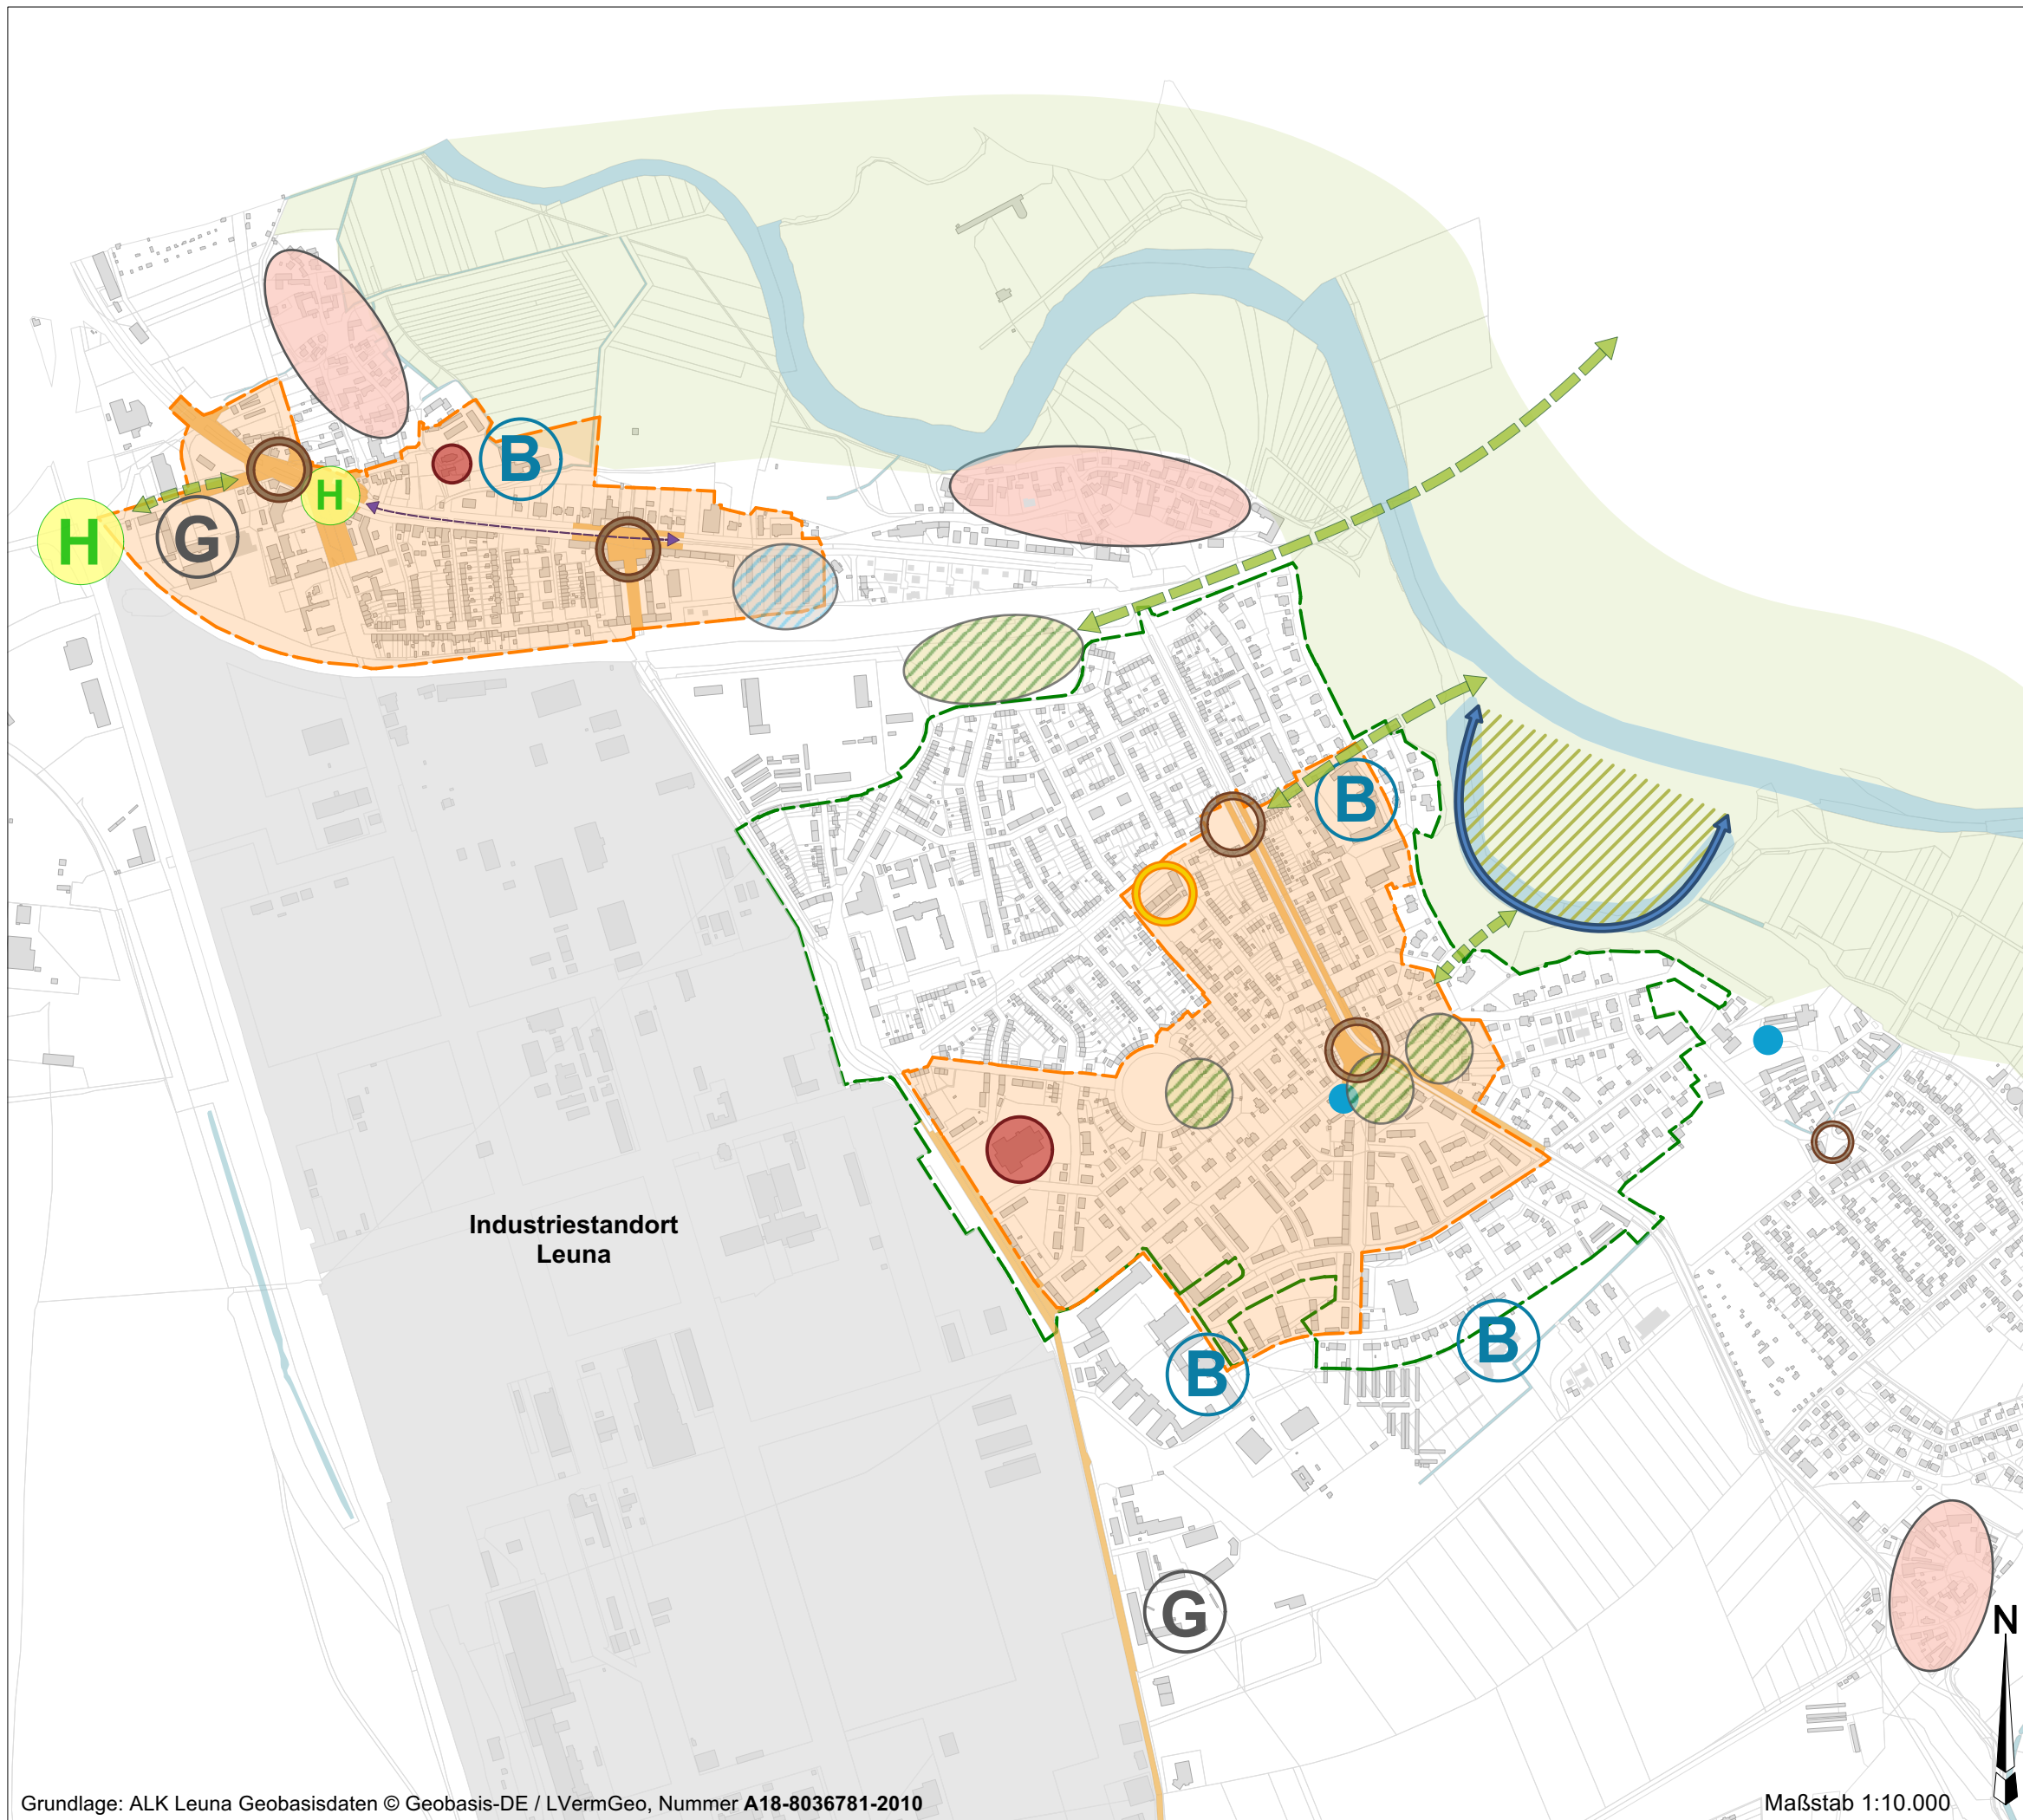 B
H
H
G
B
Industriestandort
Leuna
B
B
G
N
Grundlage: ALK Leuna Geobasisdaten © Geobasis-DE / LVermGeo, Nummer A18-8036781-2010
Maßstab 1:10.000